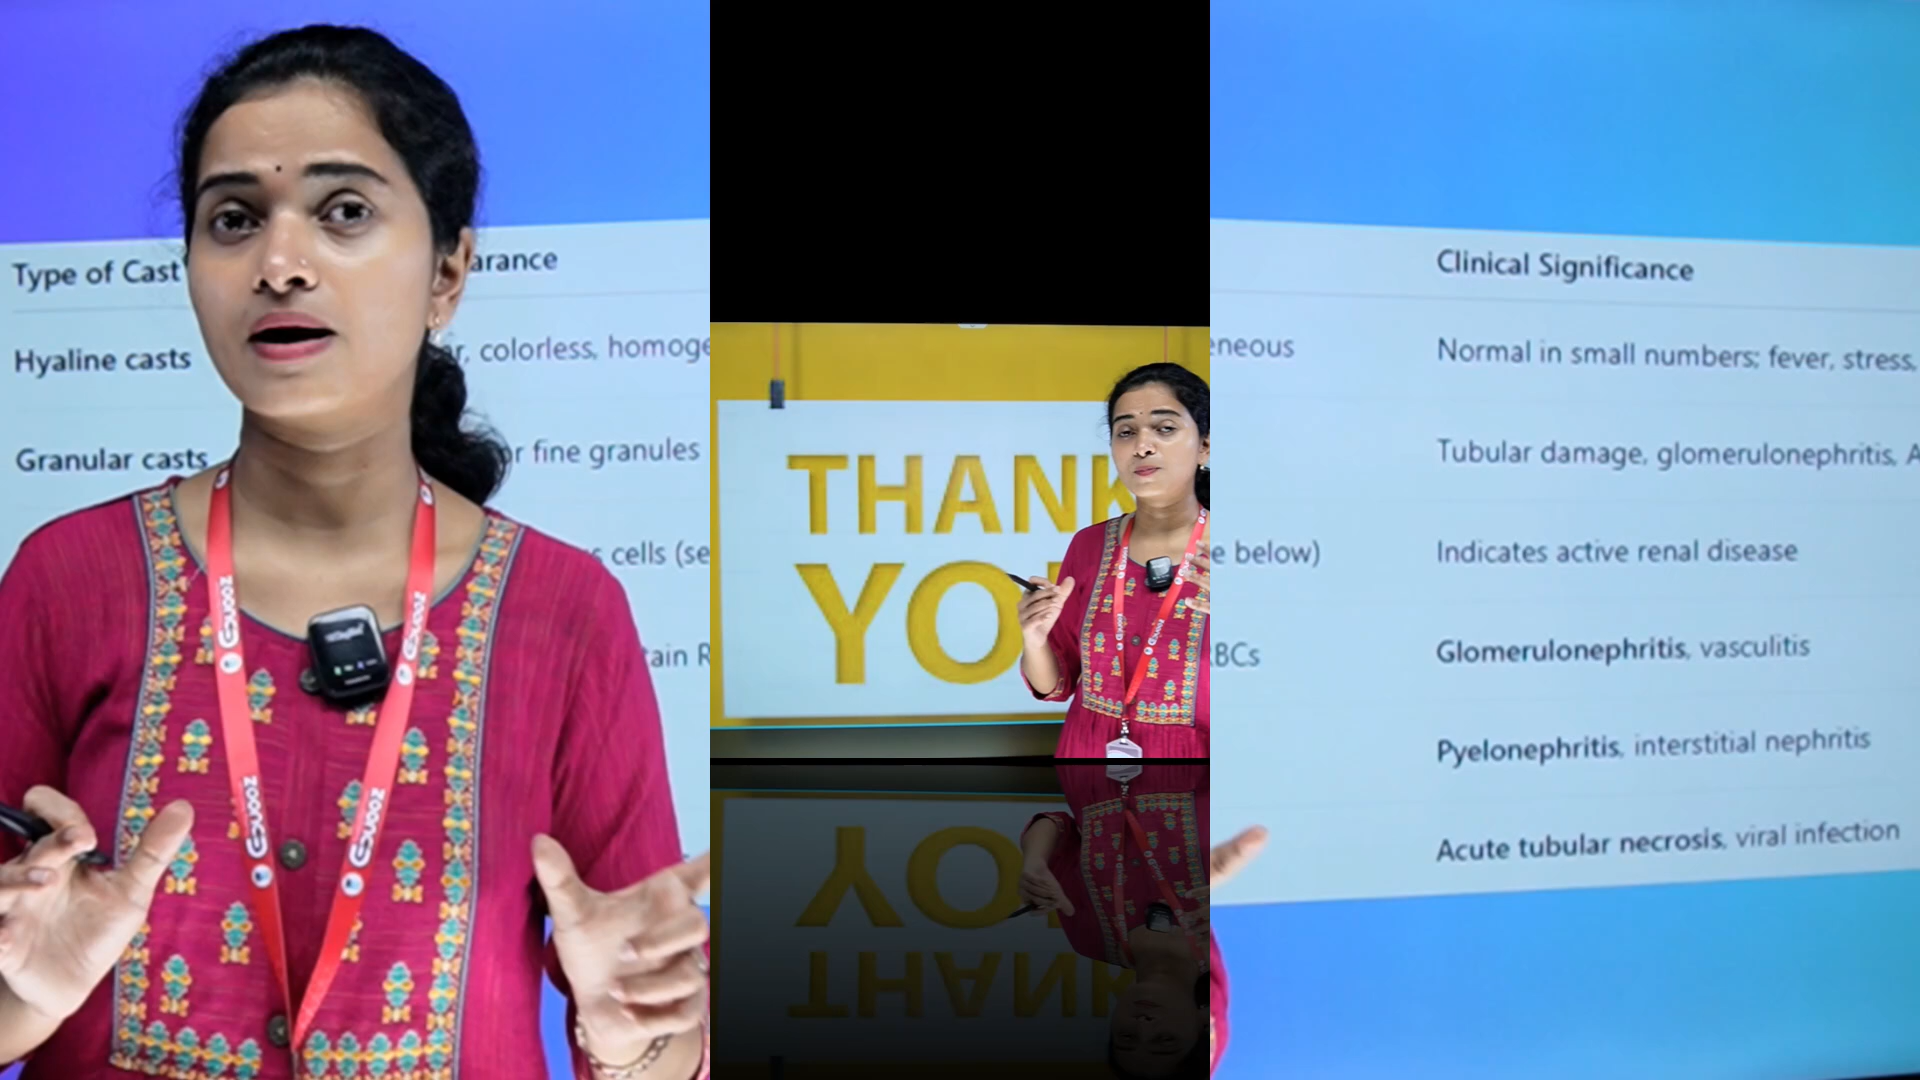 Type of Cast
arance
Clinical Significance
Hyaline casts
r, colorless, homoge
eneous
Normal in small numbers; fever, stress,
Granular casts
or fine granules
Tubular damage, glomerulonephritis, A
s cells (se
e below)
Indicates active renal disease
tain R
BCs
Glomerulonephritis, vasculitis
Pyelonephritis, interstitial nephritis
Acute tubular necrosis, viral infection
THANK
YO